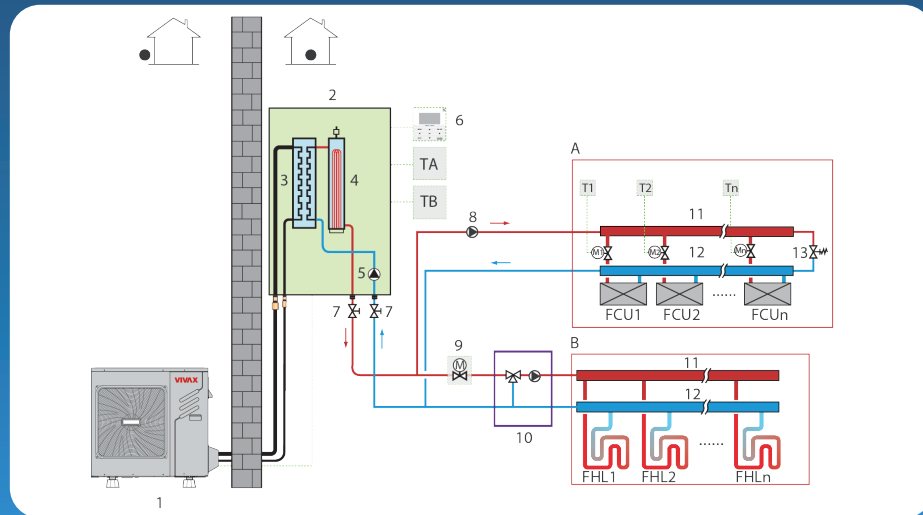 2
6
TA
3
4
TB
A
8
T1
T2
Tn
11
M1
M2
Mn
12
13
5
FCU1
FCU2
......
FCUn
7
7
9
M
B
11
VIVAX
12
10
......
FHL1
FHL2
FHLn
1